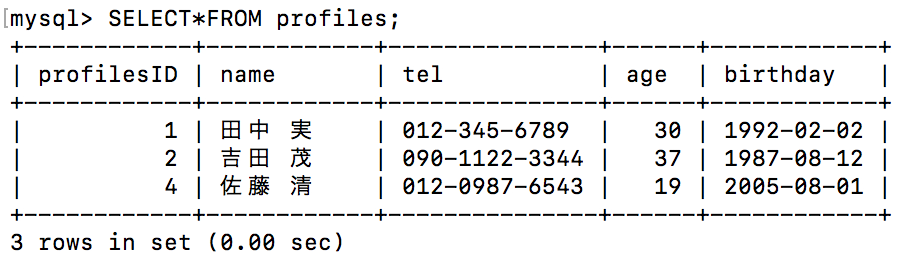 [mysql> SELECT*FROM profiles;
+-------------+-------------+---------------+------+------------+
| profilesID | name | tel | age | birthday |
+-------------+-------------+---------------+------+------------+
| 1 | 田中 実 | 012-345-6789 | 30 | 1992-02-02 |
| 2 | 吉田 茂 | 090-1122-3344 | 37 | 1987-08-12 |
| 4 | 佐藤 清 | 012-0987-6543 | 19 | 2005-08-01 |
+-------------+-------------+---------------+------+------------+
3 rows in set (0.00 sec)